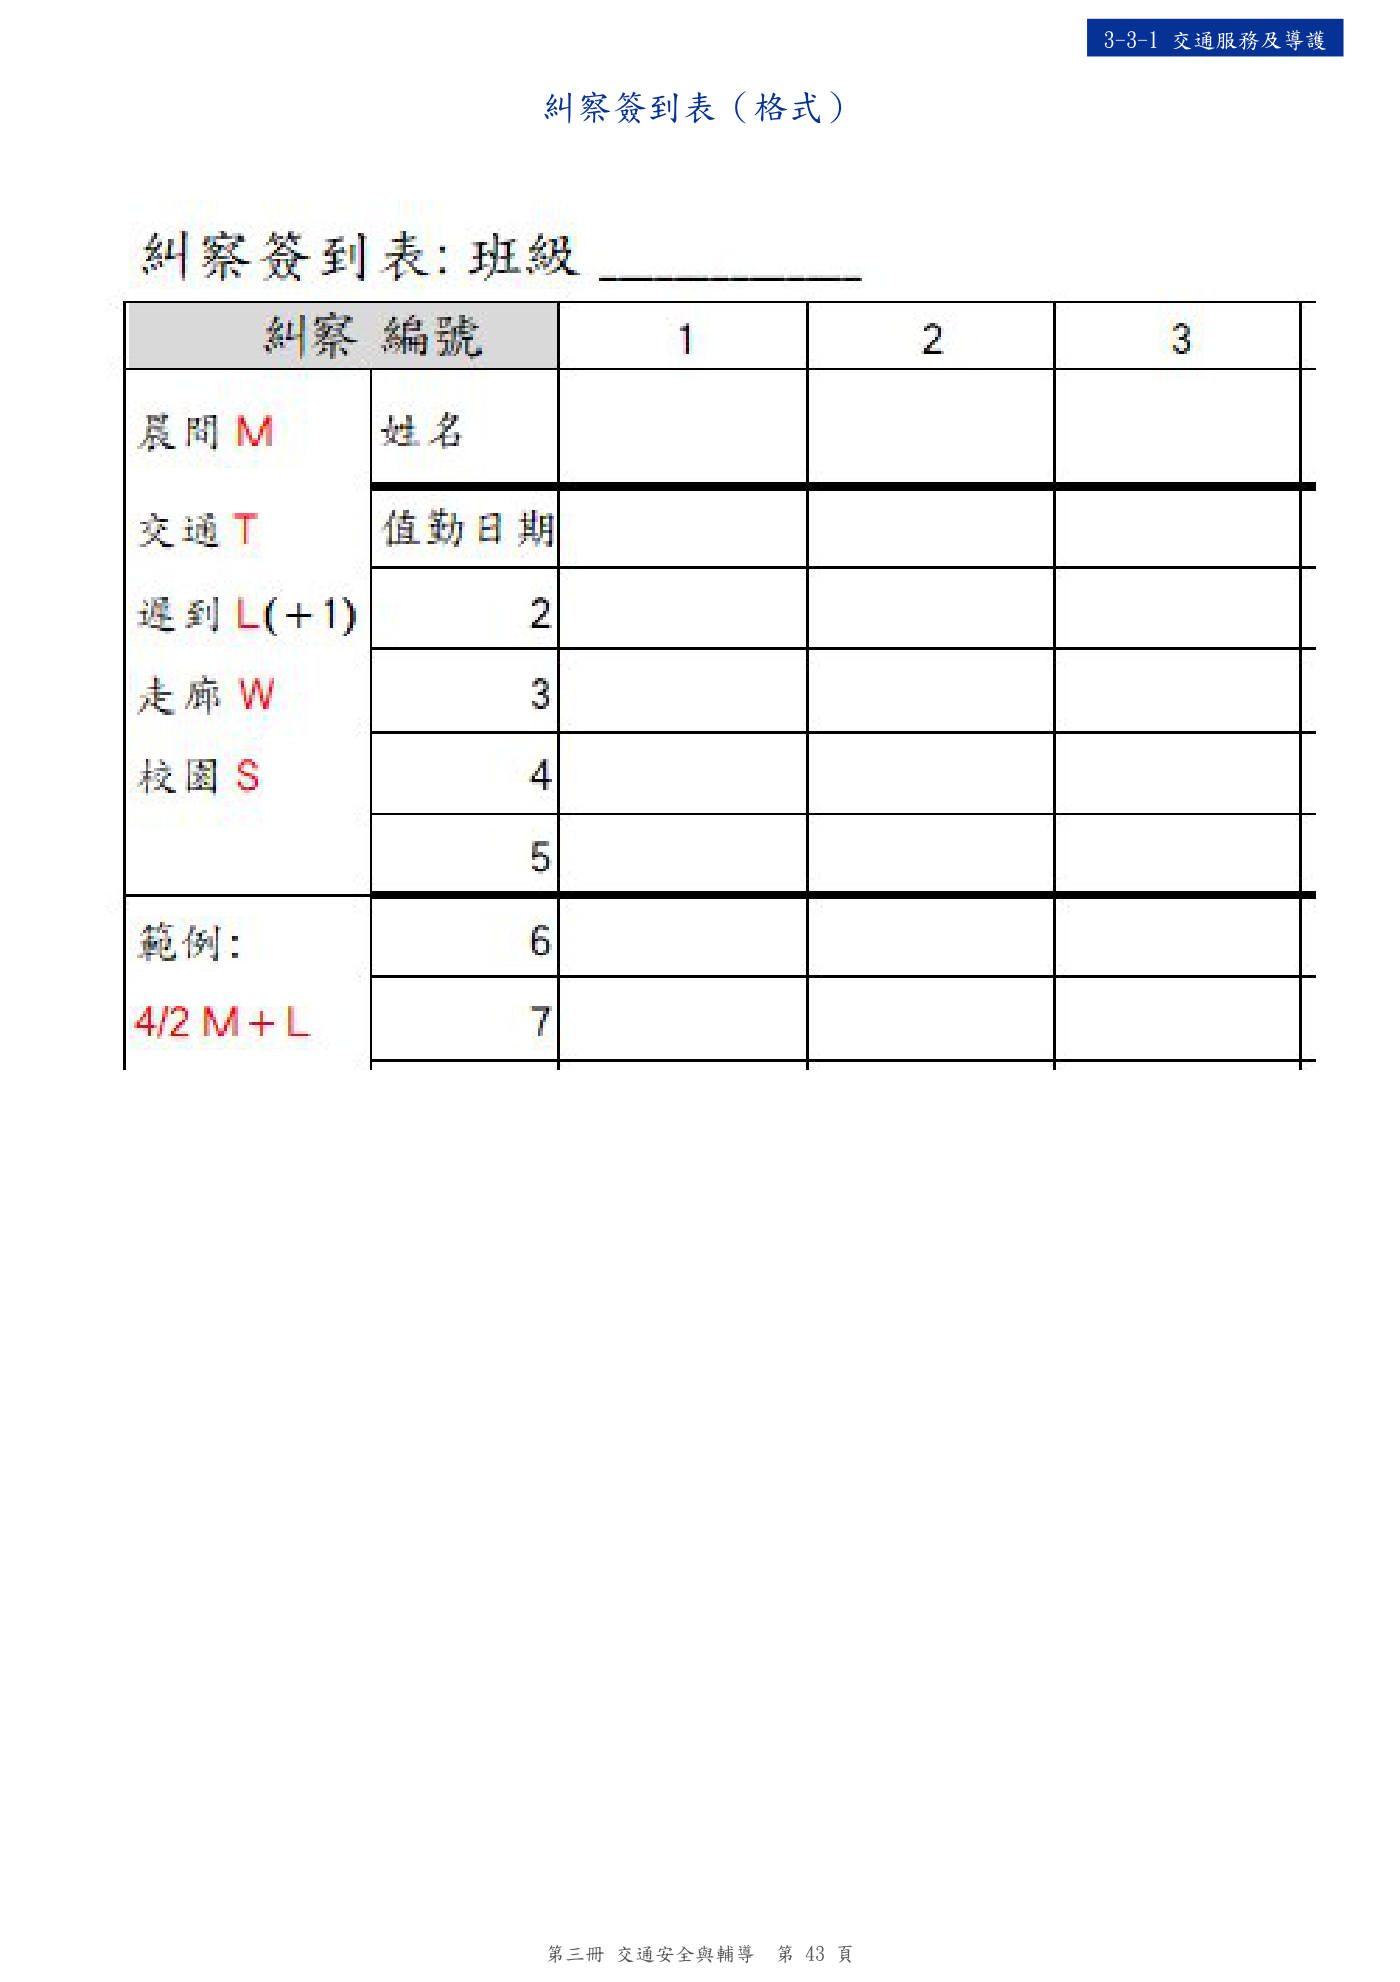 3-3-1 交通服務及導護
糾察簽到表（格式）
糾察簽到表: 班級 ____________
糾察 編號 1 2 3
晨間 M 姓名
交通 T 值勤日期
遲到 L(+1) 2
走廊 W 3
校園 S 4
5
範例: 6
4/2 M + L 7
第三冊 交通安全與輔導 第 43 頁